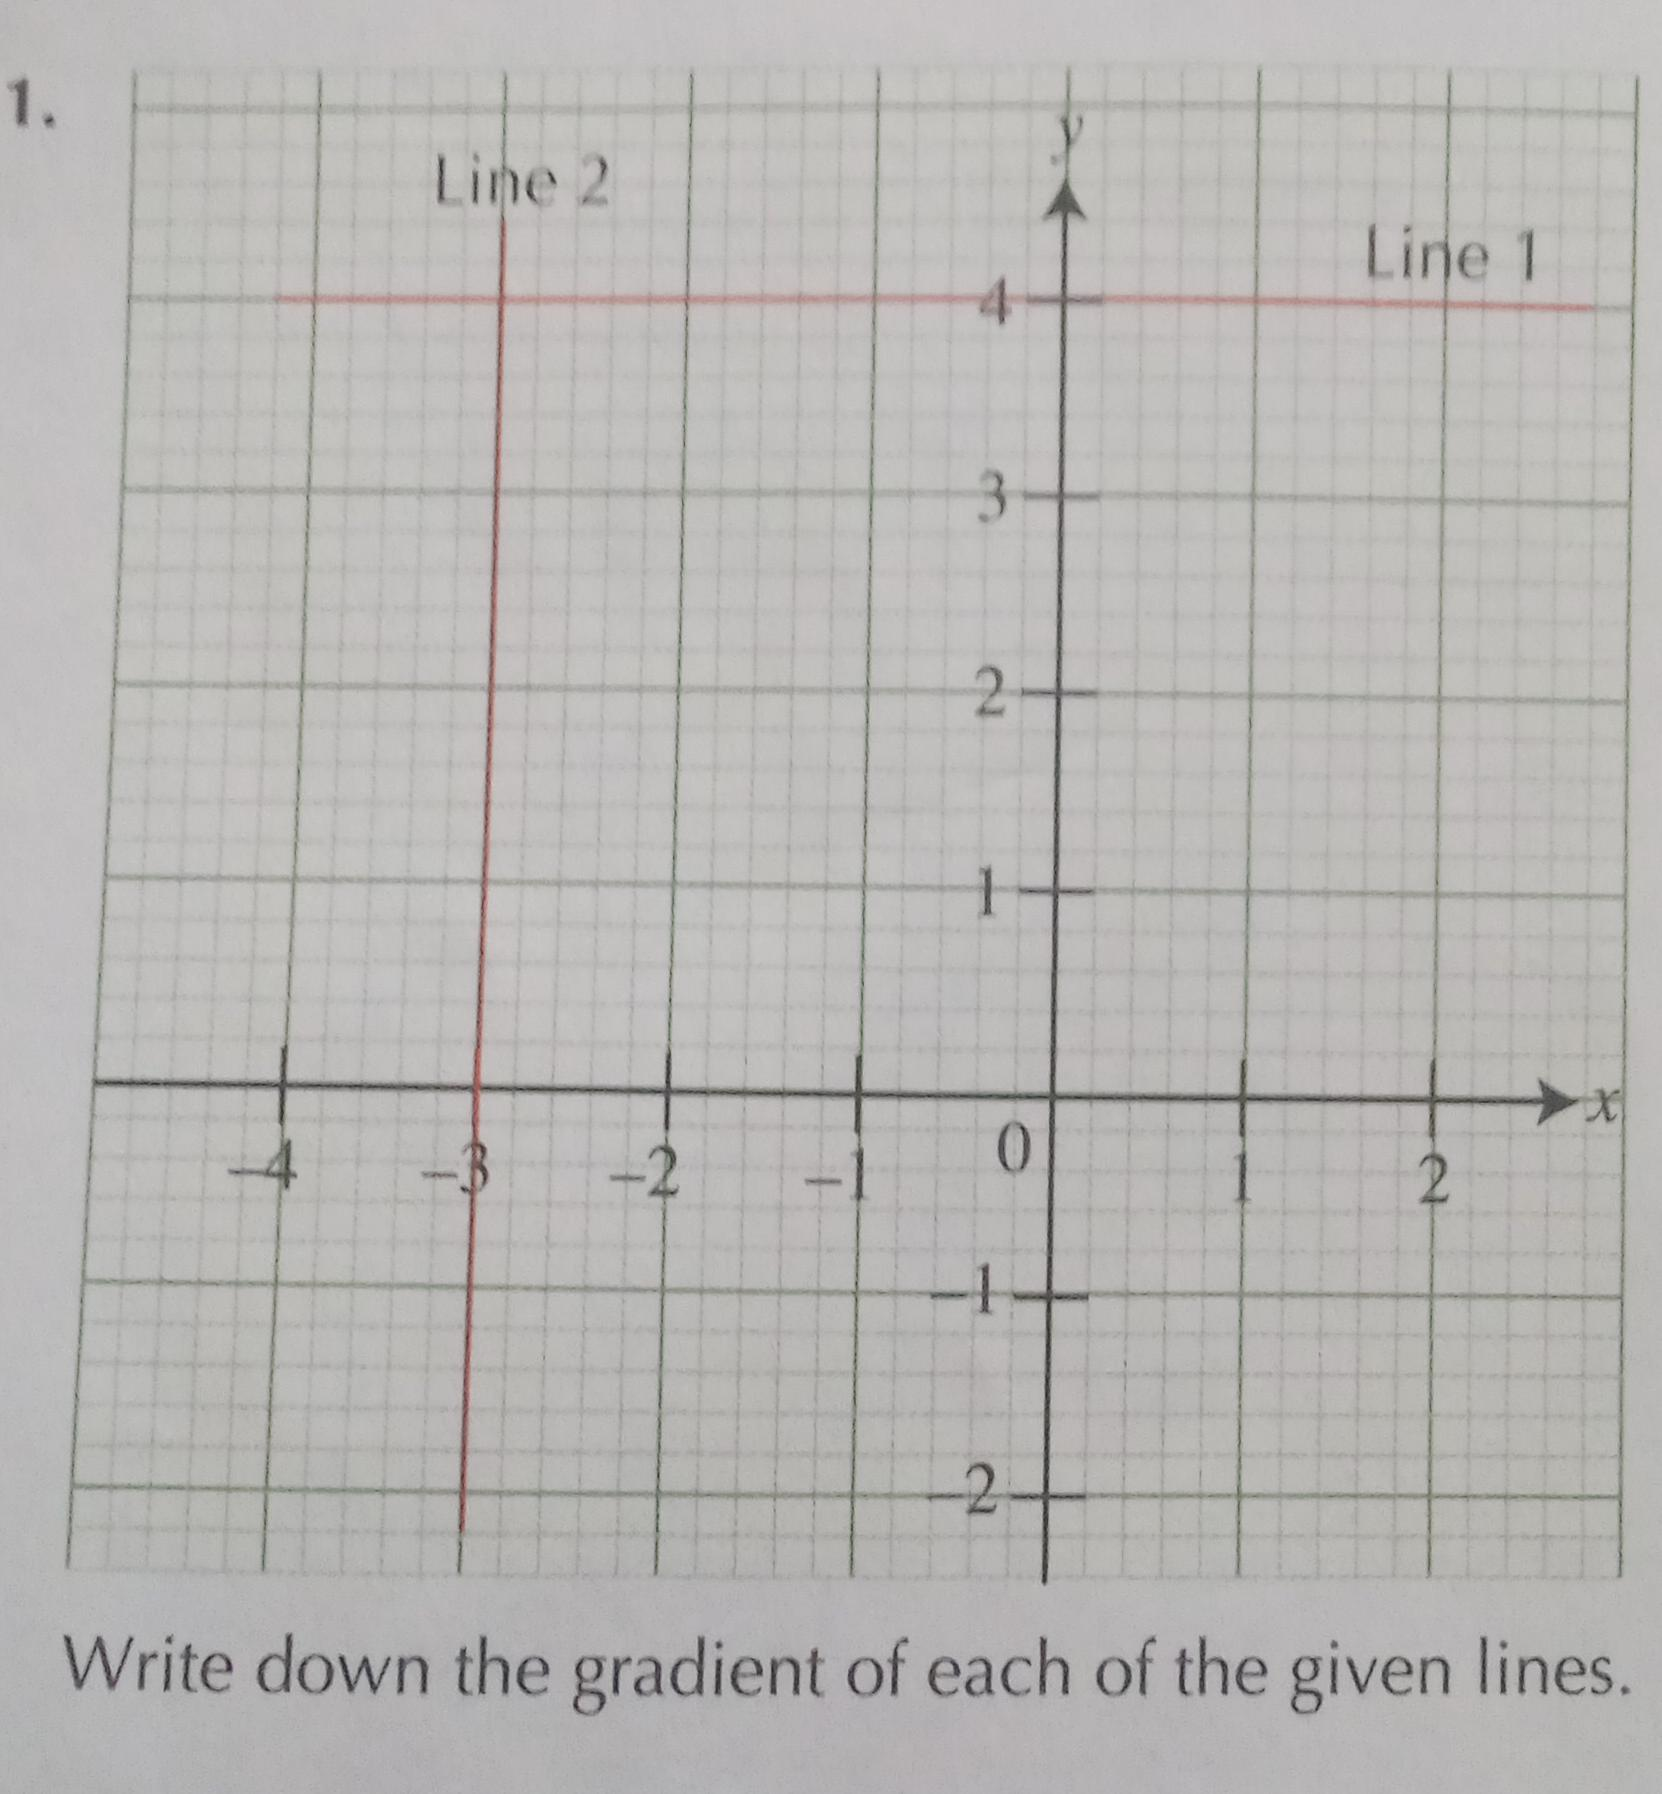 1.
y
Line 2
Line 1
4
3
2
1
x
0
–4 –3 –2 –1 1 2
–1
–2
Write down the gradient of each of the given lines.